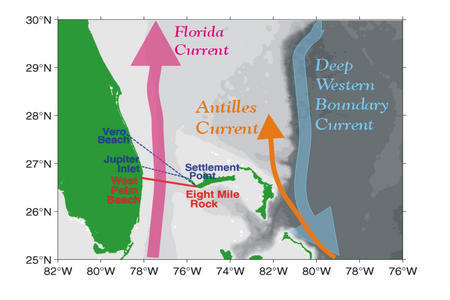 30°N
29°N
28°N
27°N
26°N
25°N
Florida
Current
Deep
Western
Boundary
Current
Antilles
Current
Vero
Beach
Jupiter
Inlet
West
Palm
Beach
Settlement
Point
Eight Mile
Rock
82°W 80°W 78°W 76°W 74°W 82°W 80°W 78°W 76°W